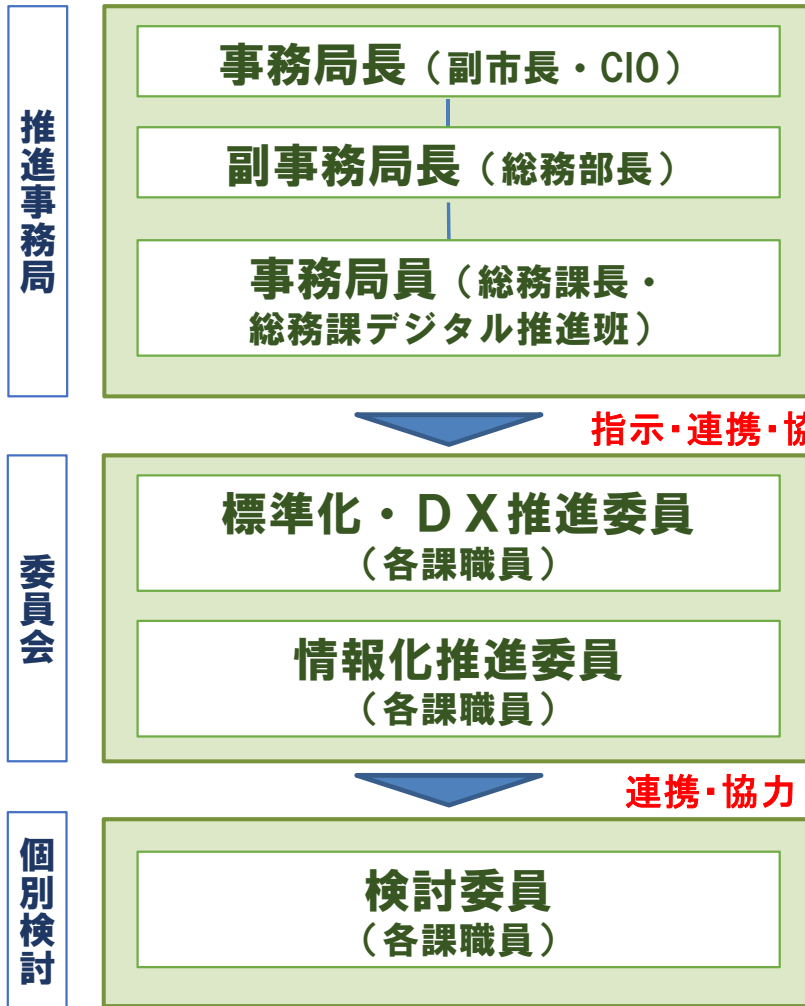 推進事務局
事務局長（副市長・CIO）
副事務局長（総務部長）
事務局員（総務課長・
総務課デジタル推進班）
指示・連携・協
委員会
標準化・ＤＸ推進委員
（各課職員）
情報化推進委員
（各課職員）
連携・協力
個別検討
検討委員
（各課職員）